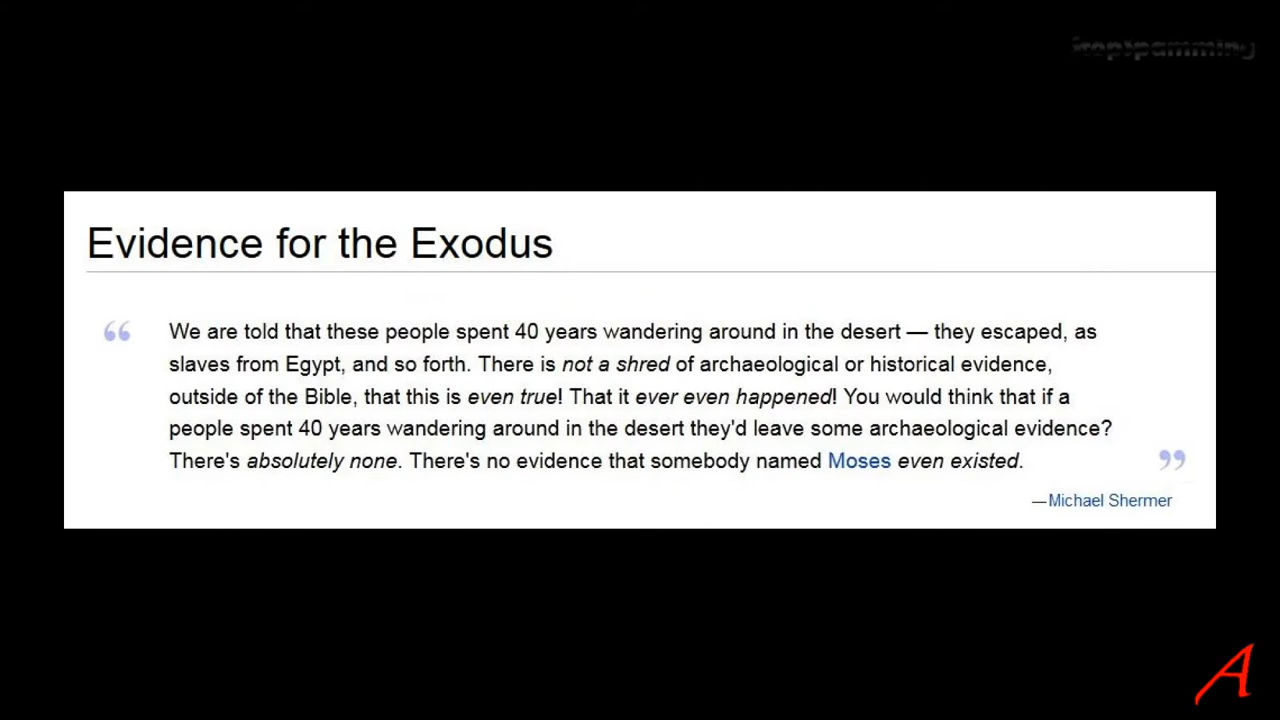 Evidence for the Exodus
“ We are told that these people spent 40 years wandering around in the desert — they escaped, as
slaves from Egypt, and so forth. There is not a shred of archaeological or historical evidence,
outside of the Bible, that this is even true! That it ever even happened! You would think that if a
people spent 40 years wandering around in the desert they'd leave some archaeological evidence?
There's absolutely none. There's no evidence that somebody named Moses even existed. ”
—Michael Shermer
A